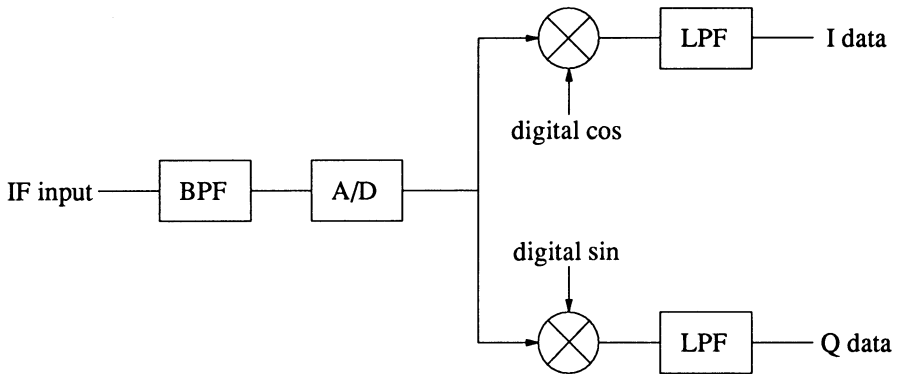 LPF
I data
digital cos
IF input
BPF
A/D
digital sin
LPF
Q data